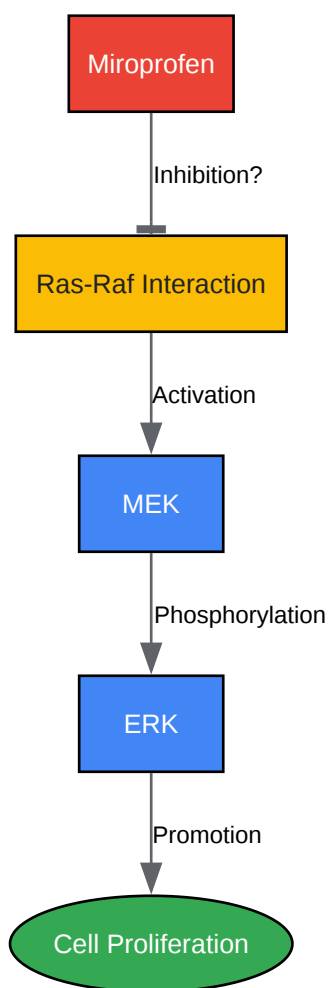 Miroprofen
Inhibition?
Ras-Raf Interaction
Activation
MEK
Phosphorylation
ERK
Promotion
Cell Proliferation